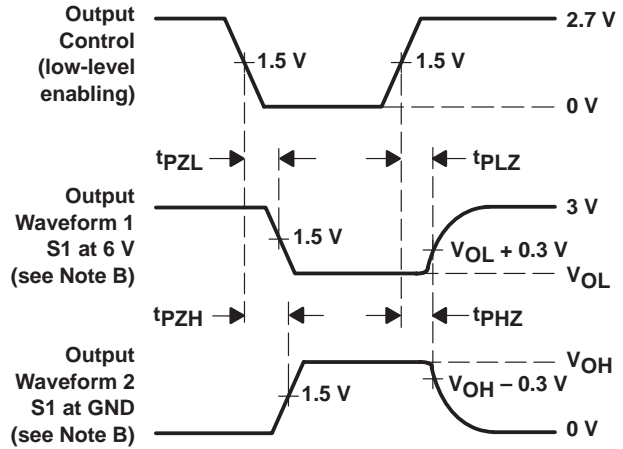 Output
Control
(low-level
enabling)
2.7 V
1.5 V
1.5 V
0 V
tPZL
tPLZ
Output
Waveform 1
S1 at 6 V
(see Note B)
3 V
1.5 V
VOL + 0.3 V
VOL
tPZH
tPHZ
Output
Waveform 2
S1 at GND
(see Note B)
VOH
1.5 V
VOH – 0.3 V
0 V